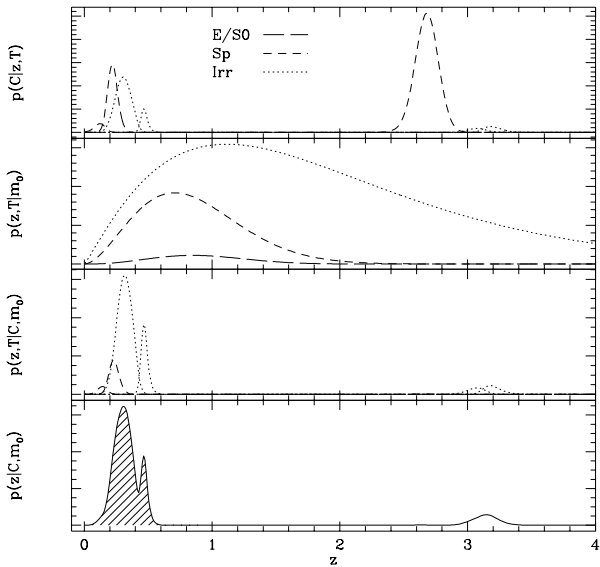 p(C|z,T)
E/S0
Sp
Irr
p(z,T|m0)
p(z,T|C,m0)
p(z|C,m0)
0 1 2 3 4
z